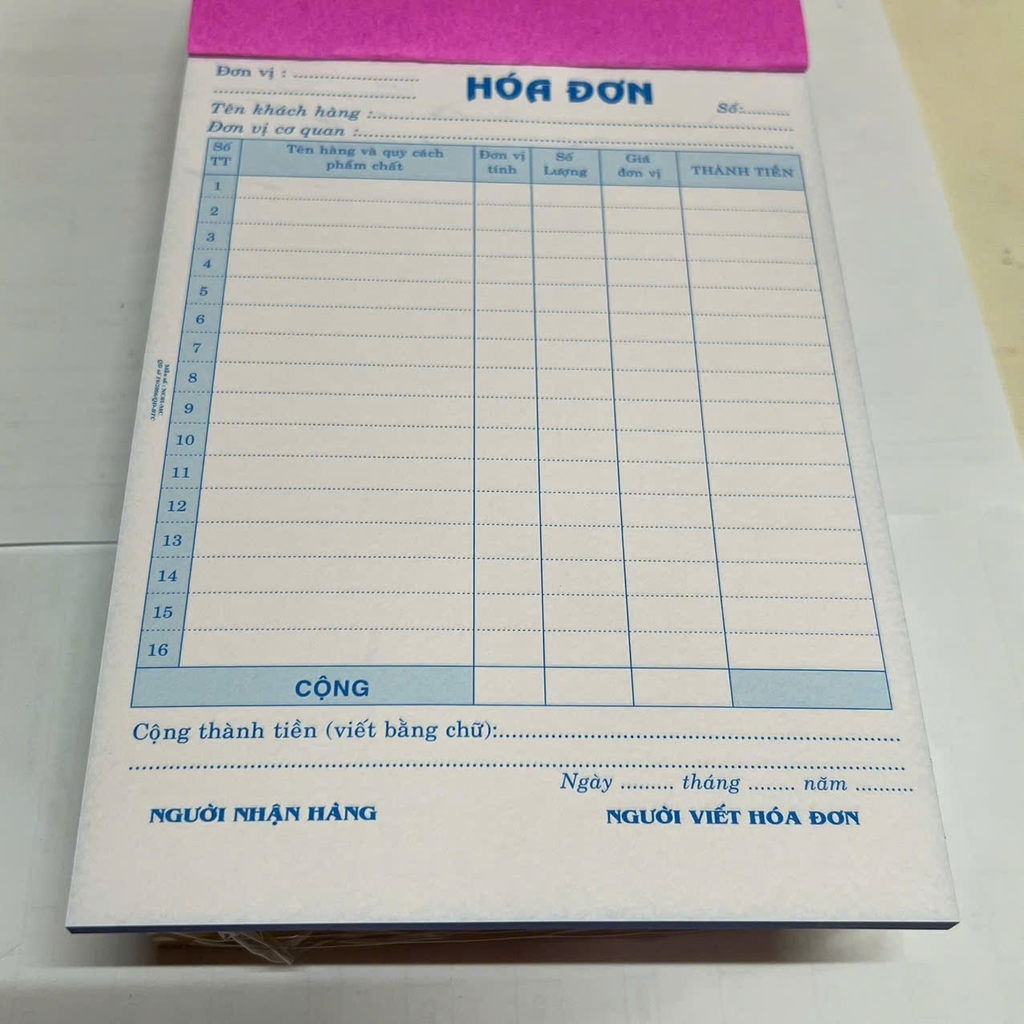 Đơn vị : ........................
HÓA ĐƠN
Số:..........
Tên khách hàng :........................
Đơn vị cơ quan :........................
Số TT
Tên hàng và quy cách phẩm chất
Đơn vị tính
Số Lượng
Giá đơn vị
THÀNH TIỀN
1
2
3
4
5
6
7
8
9
10
11
12
13
14
15
16
CỘNG
Cộng thành tiền (viết bằng chữ):........................
Ngày ......... tháng ........ năm ..........
NGƯỜI NHẬN HÀNG
NGƯỜI VIẾT HÓA ĐƠN